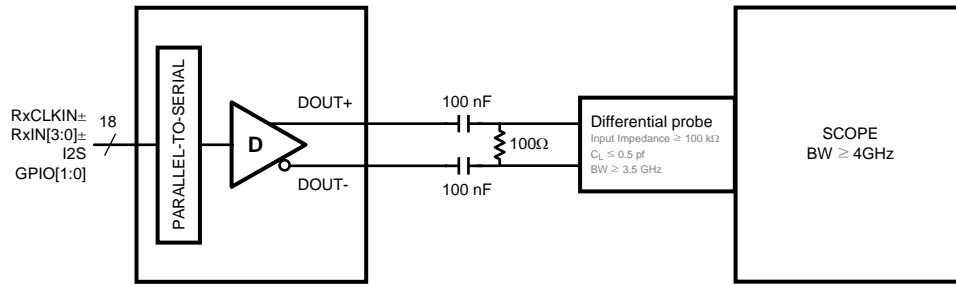 RxCLKIN±
RxIN[3:0]±
I2S
GPIO[1:0]
18
PARALLEL-TO-SERIAL
D
DOUT+
DOUT-
100 nF
100 nF
100Ω
Differential probe
Input Impedance ≥ 100 kΩ
CL ≤ 0.5 pf
BW ≥ 3.5 GHz
SCOPE
BW ≥ 4GHz